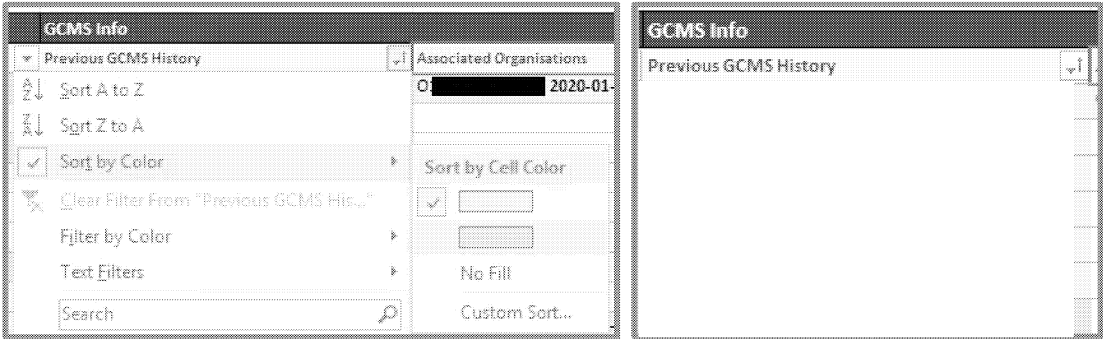 GCMS Info
Previous GCMS History Associated Organisations
2020-01-
Sort A to Z
Sort Z to A
Sort by Color Sort by Cell Color
Clear Filter From "Previous GCMS His..."
Filter by Color
Text Filters No Fill
Search Custom Sort...
GCMS Info
Previous GCMS History